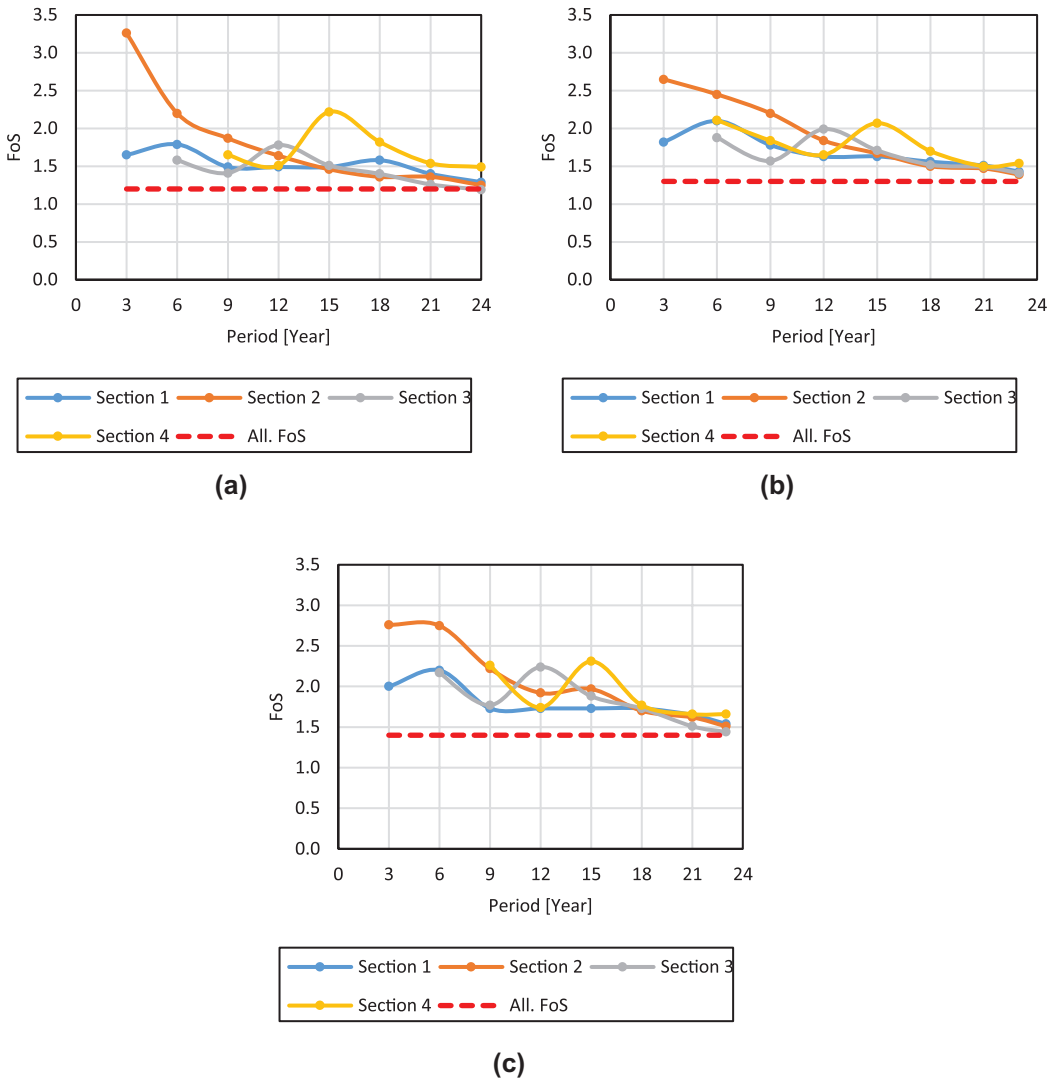 3.5
3.0
2.5
2.0
1.5
1.0
0.5
0.0
FoS
0 3 6 9 12 15 18 21 24
Period [Year]
Section 1 Section 2 Section 3
Section 4 All. FoS
(a)
3.5
3.0
2.5
2.0
1.5
1.0
0.5
0.0
FoS
0 3 6 9 12 15 18 21 24
Period [Year]
Section 1 Section 2 Section 3
Section 4 All. FoS
(b)
3.5
3.0
2.5
2.0
1.5
1.0
0.5
0.0
FoS
0 3 6 9 12 15 18 21 24
Period [Year]
Section 1 Section 2 Section 3
Section 4 All. FoS
(c)